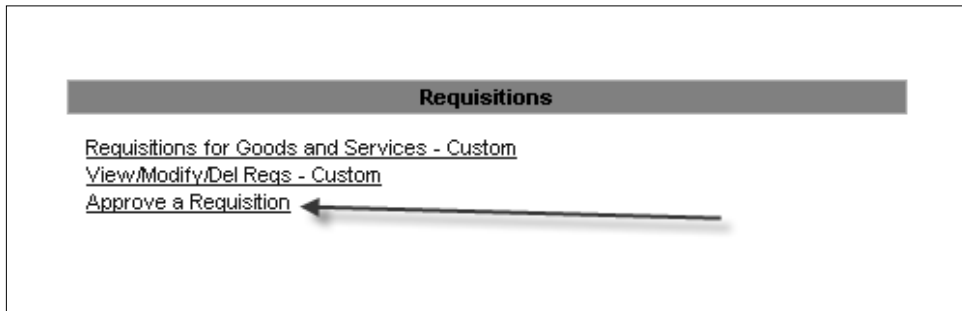 Requisitions
Requisitions for Goods and Services - Custom
View/Modify/Del Reqs - Custom
Approve a Requisition